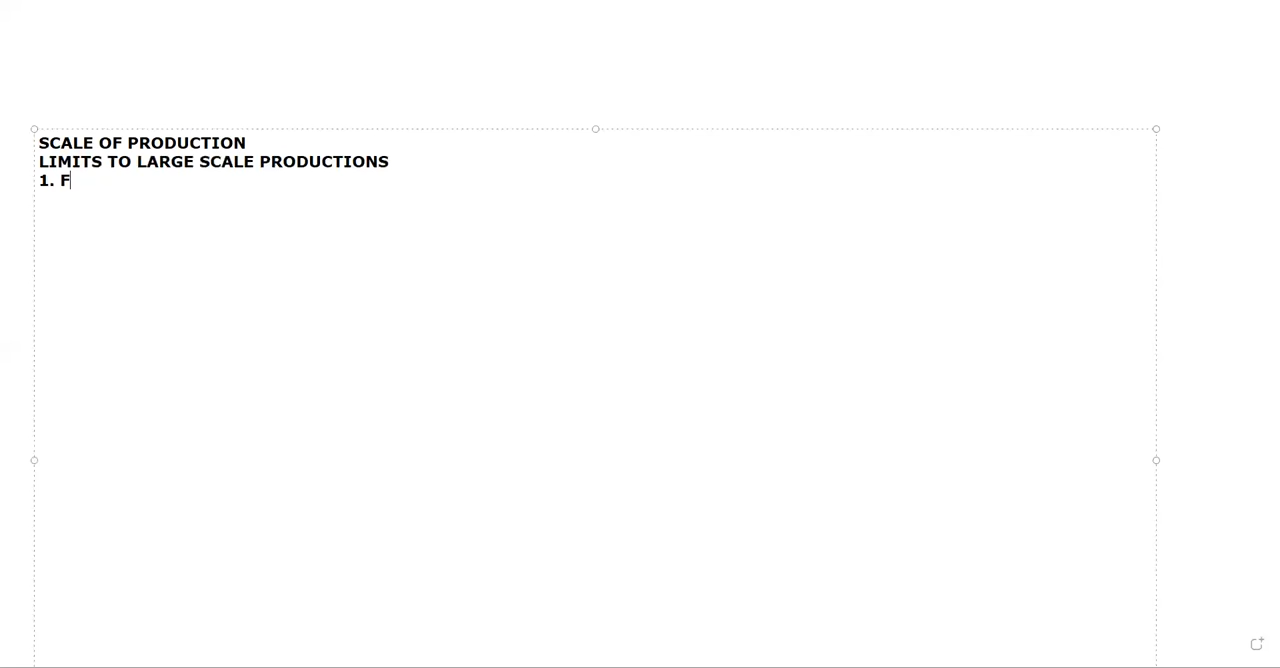 SCALE OF PRODUCTION
LIMITS TO LARGE SCALE PRODUCTIONS
1. F